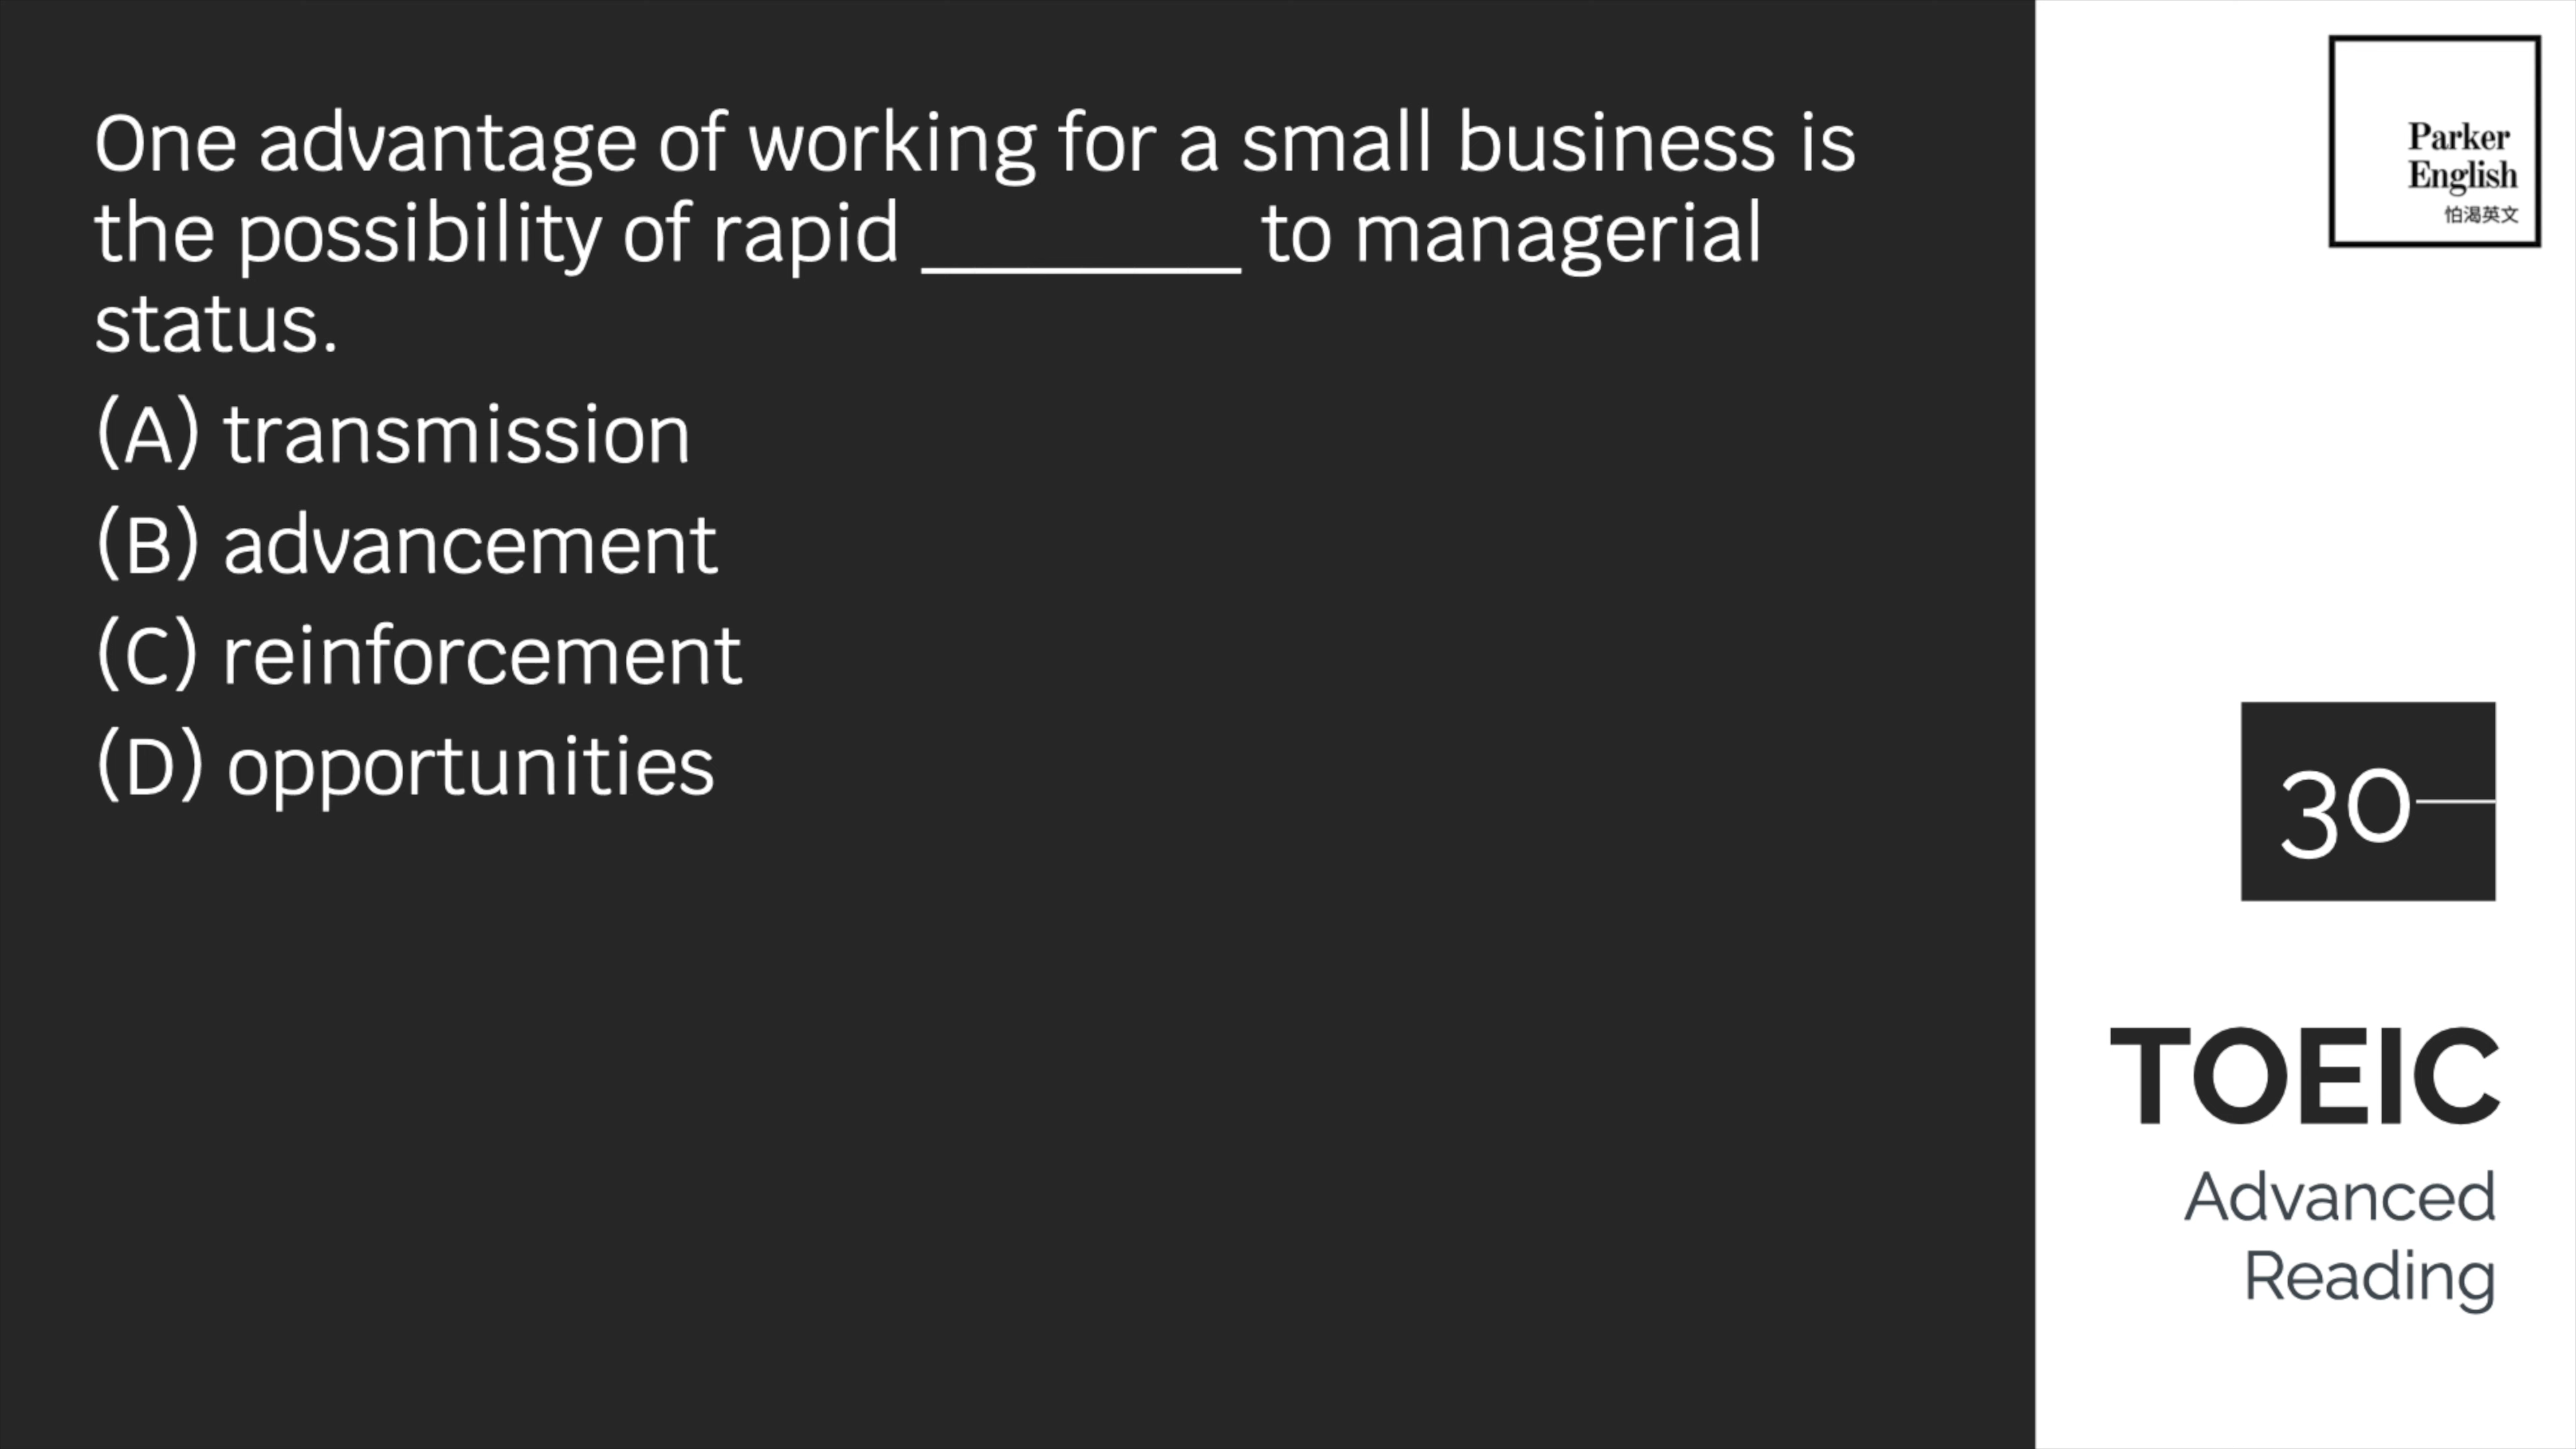 One advantage of working for a small business is
the possibility of rapid ________ to managerial
status.
(A) transmission
(B) advancement
(C) reinforcement
(D) opportunities
Parker
English
怕渴英文
30
TOEIC
Advanced
Reading